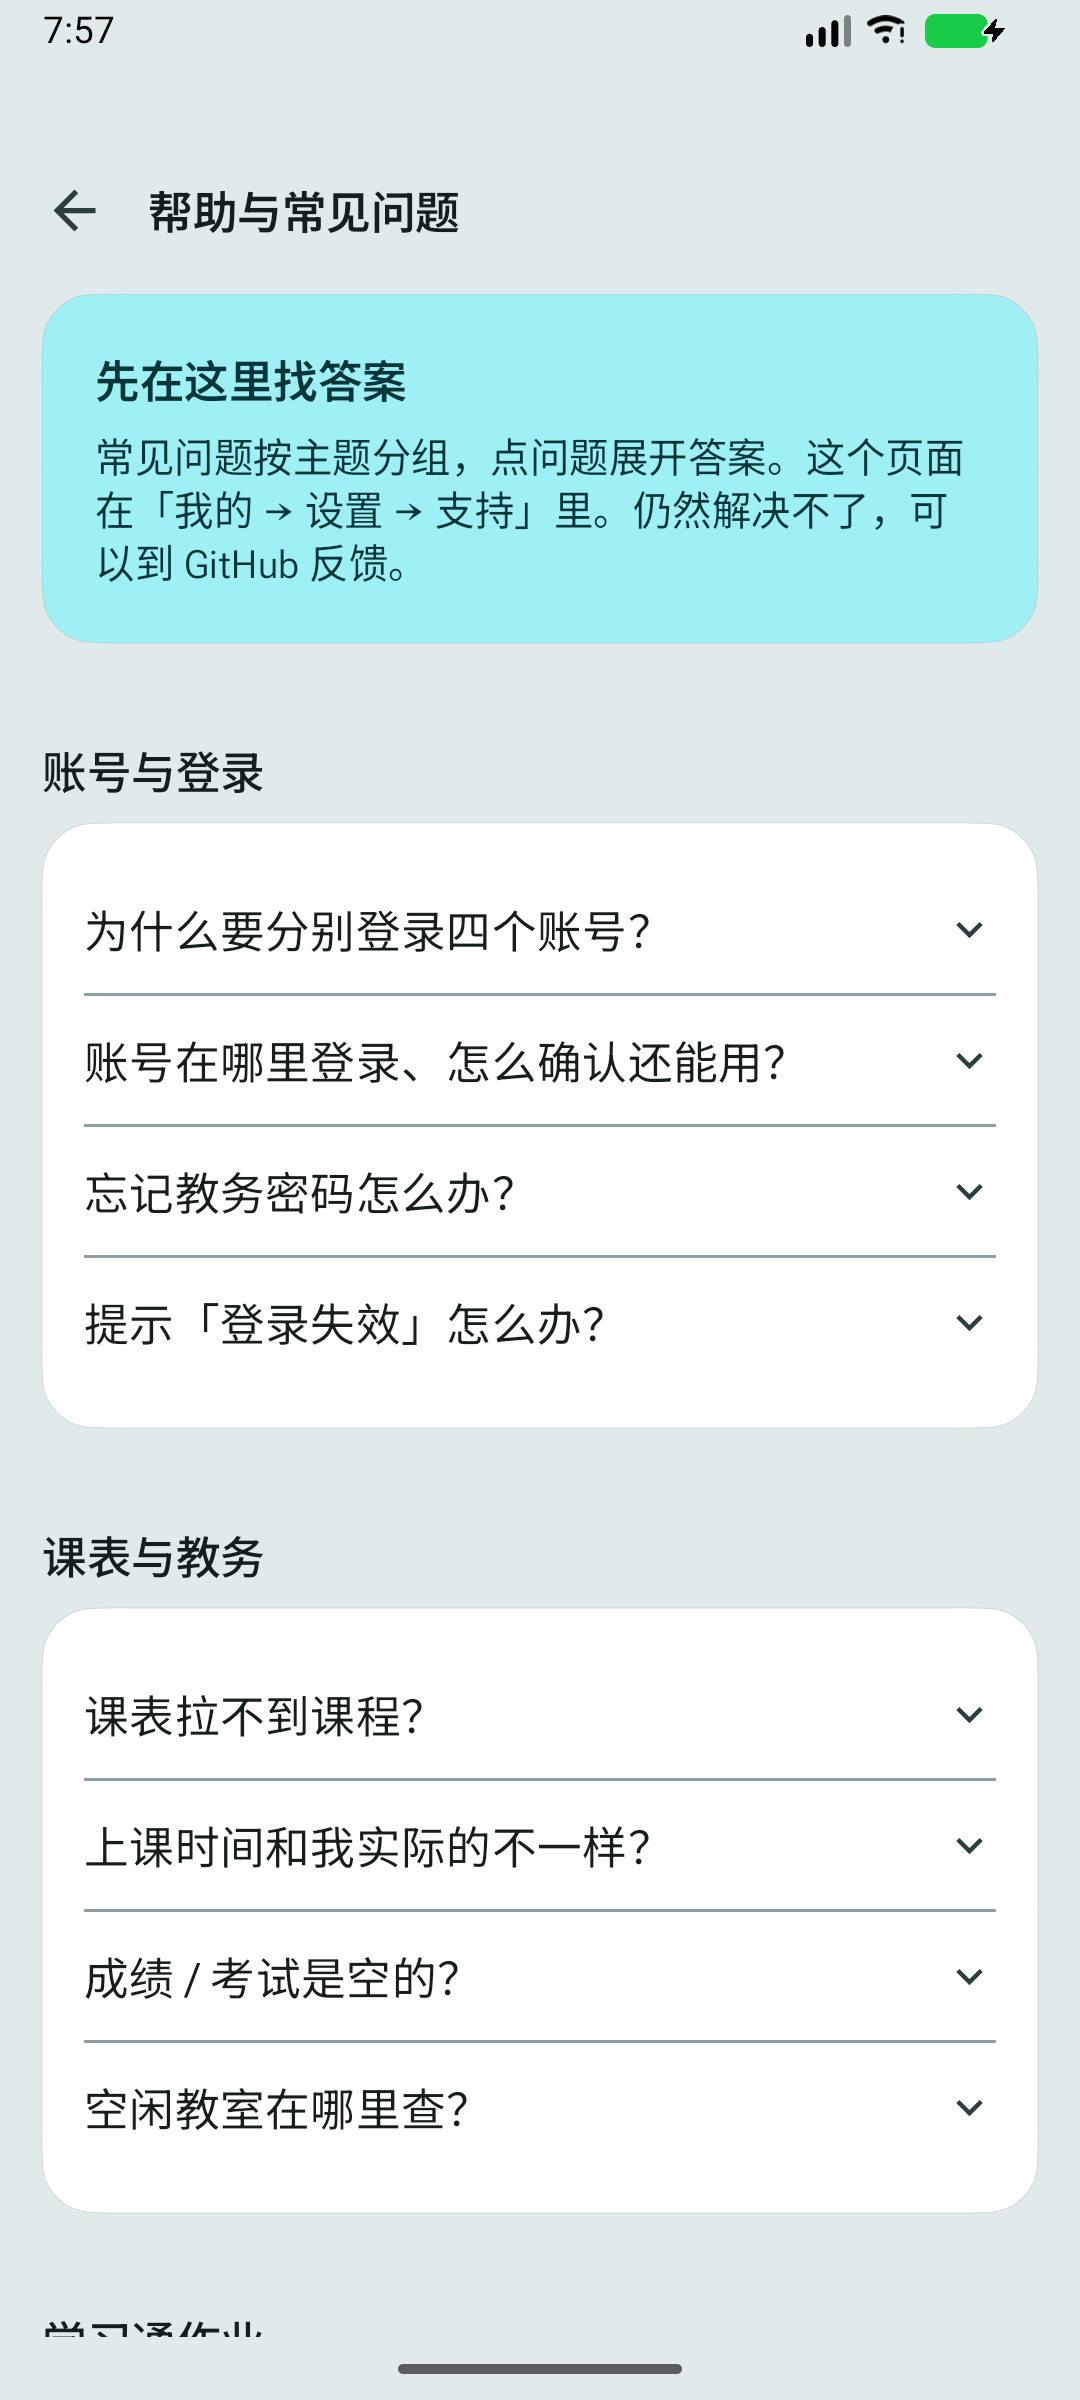 7:57
帮助与常见问题
先在这里找答案
常见问题按主题分组，点问题展开答案。这个页面
在「我的 → 设置 → 支持」里。仍然解决不了，可
以到 GitHub 反馈。
账号与登录
为什么要分别登录四个账号？
账号在哪里登录、怎么确认还能用？
忘记教务密码怎么办？
提示「登录失效」怎么办？
课表与教务
课表拉不到课程？
上课时间和我实际的不一样？
成绩 / 考试是空的？
空闲教室在哪里查？
学习通作业